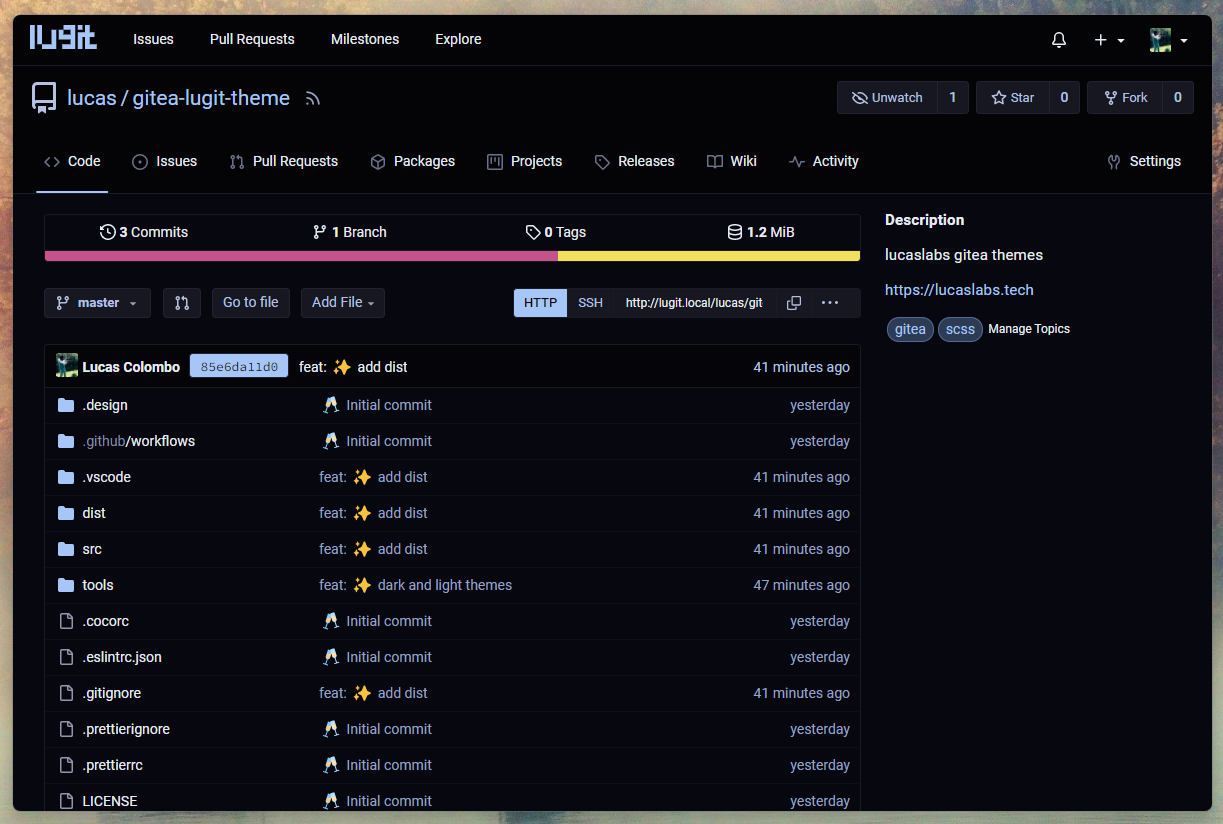 lugit Issues Pull Requests Milestones Explore
lucas / gitea-lugit-theme Unwatch 1 Star 0 Fork 0
Code Issues Pull Requests Packages Projects Releases Wiki Activity Settings
3 Commits 1 Branch 0 Tags 1.2 MiB
master Go to file Add File HTTP SSH http://lugit.local/lucas/git
Lucas Colombo 85e6da11d0 feat: ✨ add dist 41 minutes ago
.design 🥂 Initial commit yesterday
.github/workflows 🥂 Initial commit yesterday
.vscode feat: ✨ add dist 41 minutes ago
dist feat: ✨ add dist 41 minutes ago
src feat: ✨ add dist 41 minutes ago
tools feat: ✨ dark and light themes 47 minutes ago
.cocorc 🥂 Initial commit yesterday
.eslintrc.json 🥂 Initial commit yesterday
.gitignore feat: ✨ add dist 41 minutes ago
.prettierignore 🥂 Initial commit yesterday
.prettierrc 🥂 Initial commit yesterday
LICENSE 🥂 Initial commit yesterday
Description
lucaslabs gitea themes
https://lucaslabs.tech
gitea scss Manage Topics